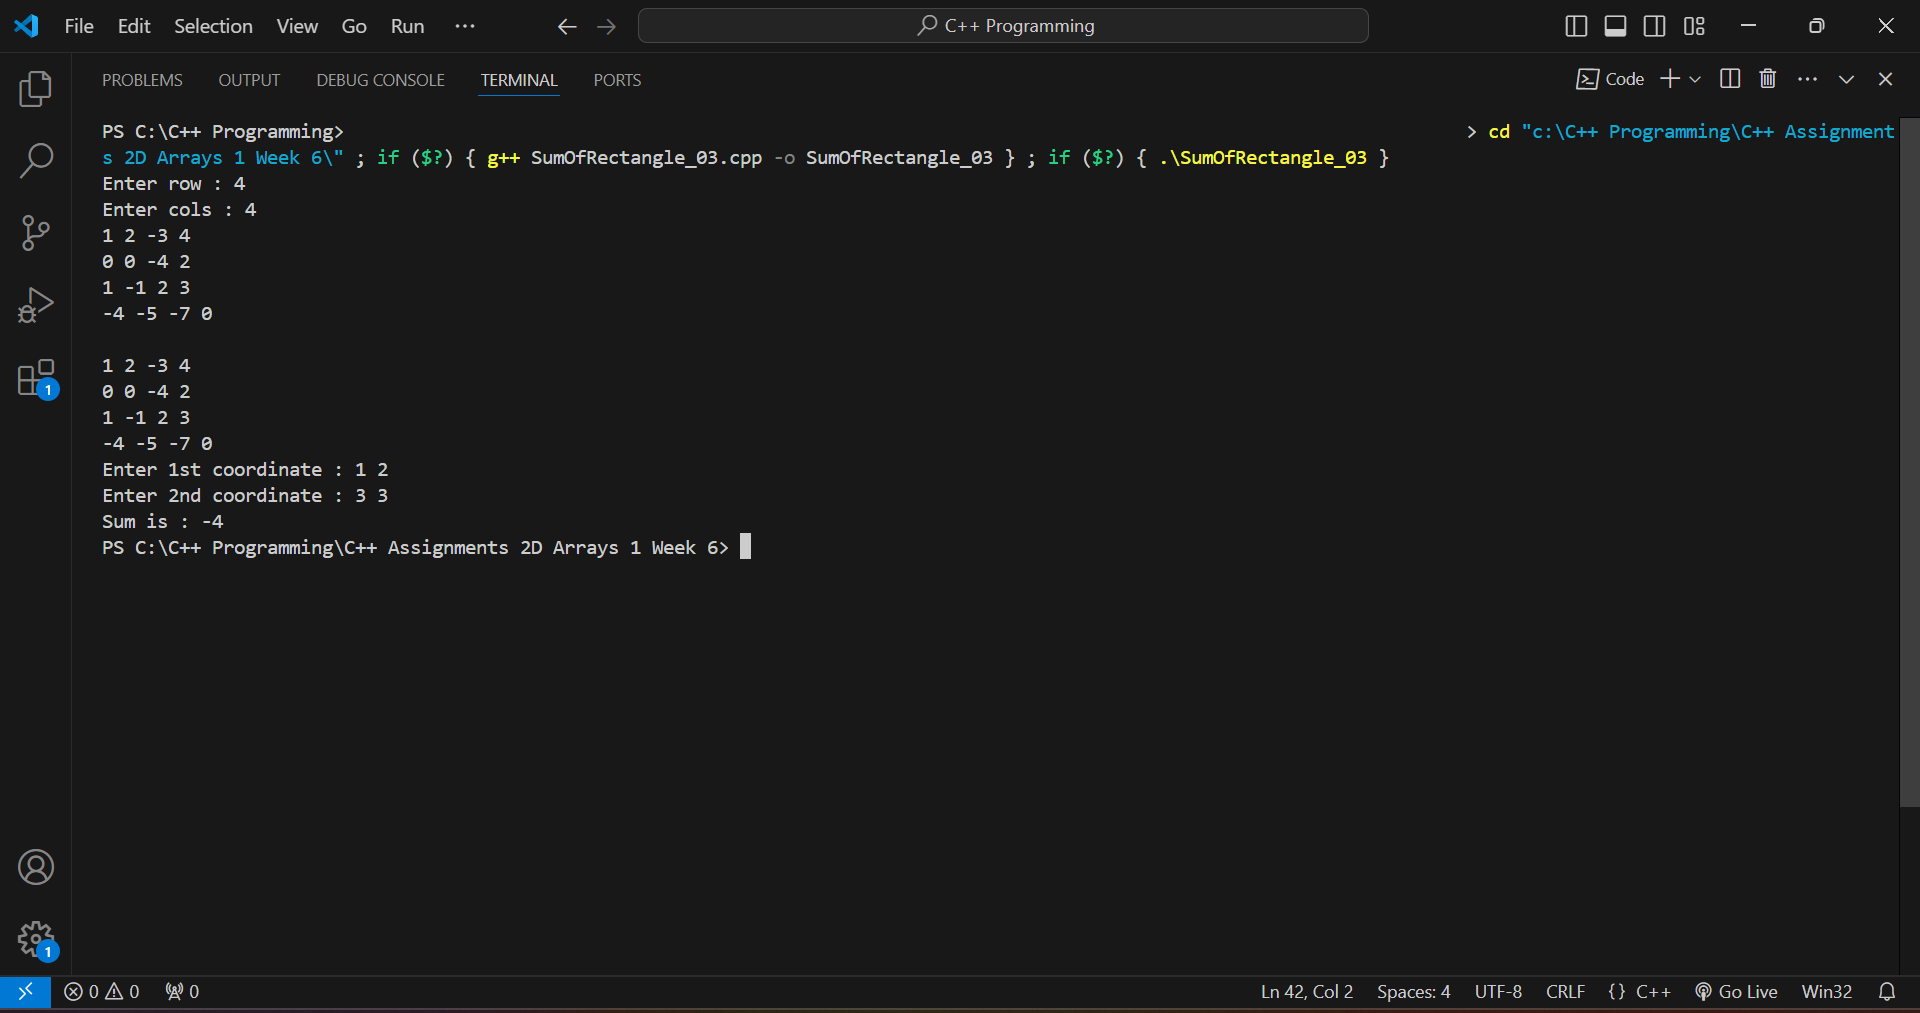 File Edit Selection View Go Run ··· C++ Programming
PROBLEMS OUTPUT DEBUG CONSOLE TERMINAL PORTS Code
PS C:\C++ Programming> > cd "c:\C++ Programming\C++ Assignment
s 2D Arrays 1 Week 6\" ; if ($?) { g++ SumOfRectangle_03.cpp -o SumOfRectangle_03 } ; if ($?) { .\SumOfRectangle_03 }
Enter row : 4
Enter cols : 4
1 2 -3 4
0 0 -4 2
1 -1 2 3
-4 -5 -7 0
1 2 -3 4
0 0 -4 2
1 -1 2 3
-4 -5 -7 0
Enter 1st coordinate : 1 2
Enter 2nd coordinate : 3 3
Sum is : -4
PS C:\C++ Programming\C++ Assignments 2D Arrays 1 Week 6>
1
1
0 0 0 Ln 42, Col 2 Spaces: 4 UTF-8 CRLF {} C++ Go Live Win32